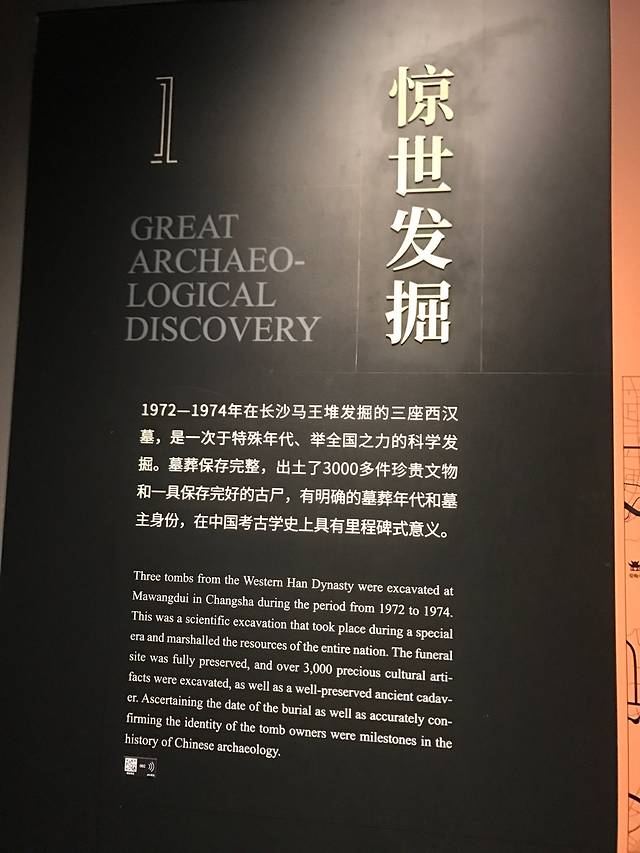 1
惊世发掘
GREAT
ARCHAEO-
LOGICAL
DISCOVERY
1972—1974年在长沙马王堆发掘的三座西汉
墓，是一次于特殊年代、举全国之力的科学发
掘。墓葬保存完整，出土了3000多件珍贵文物
和一具保存完好的古尸，有明确的墓葬年代和墓
主身份，在中国考古学史上具有里程碑式意义。
Three tombs from the Western Han Dynasty were excavated at
Mawangdui in Changsha during the period from 1972 to 1974.
This was a scientific excavation that took place during a special
era and marshalled the resources of the entire nation. The funeral
site was fully preserved, and over 3,000 precious cultural arti-
facts were excavated, as well as a well-preserved ancient cadav-
er. Ascertaining the date of the burial as well as accurately con-
firming the identity of the tomb owners were milestones in the
history of Chinese archaeology.